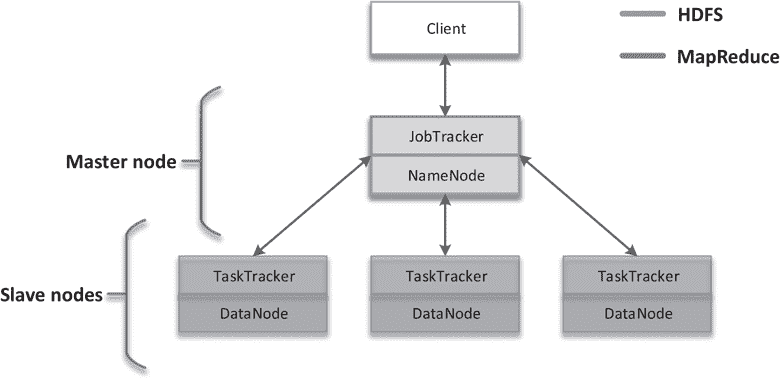 Client
HDFS
MapReduce
JobTracker
Master node
NameNode
TaskTracker TaskTracker TaskTracker
Slave nodes
DataNode DataNode DataNode